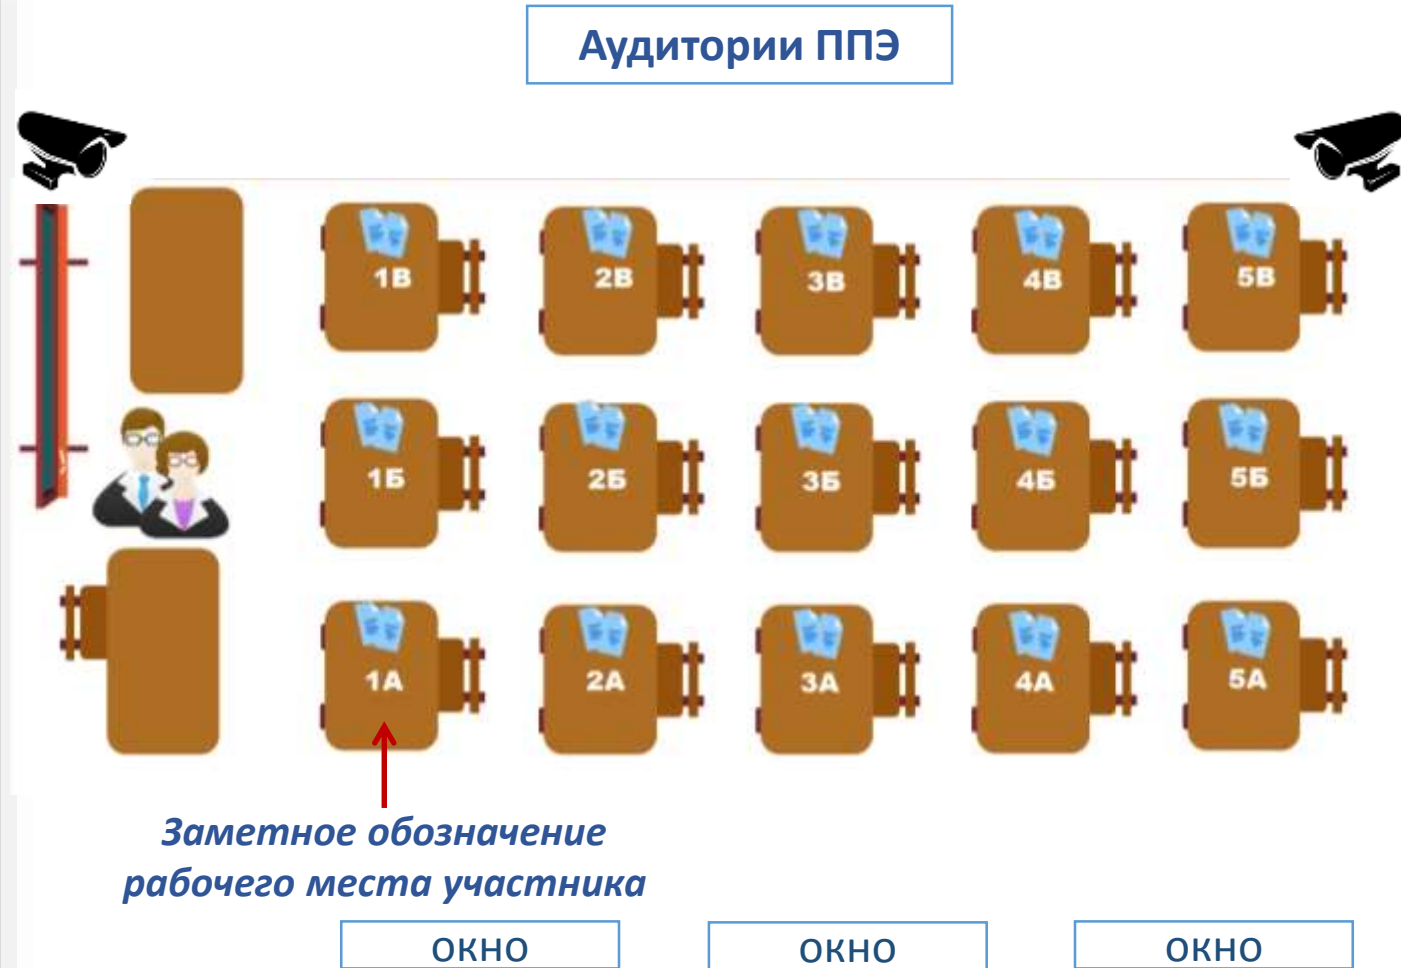 Аудитории ППЭ
1В 2В 3В 4В 5В
1Б 2Б 3Б 4Б 5Б
1А 2А 3А 4А 5А
Заметное обозначение
рабочего места участника
ОКНО ОКНО ОКНО